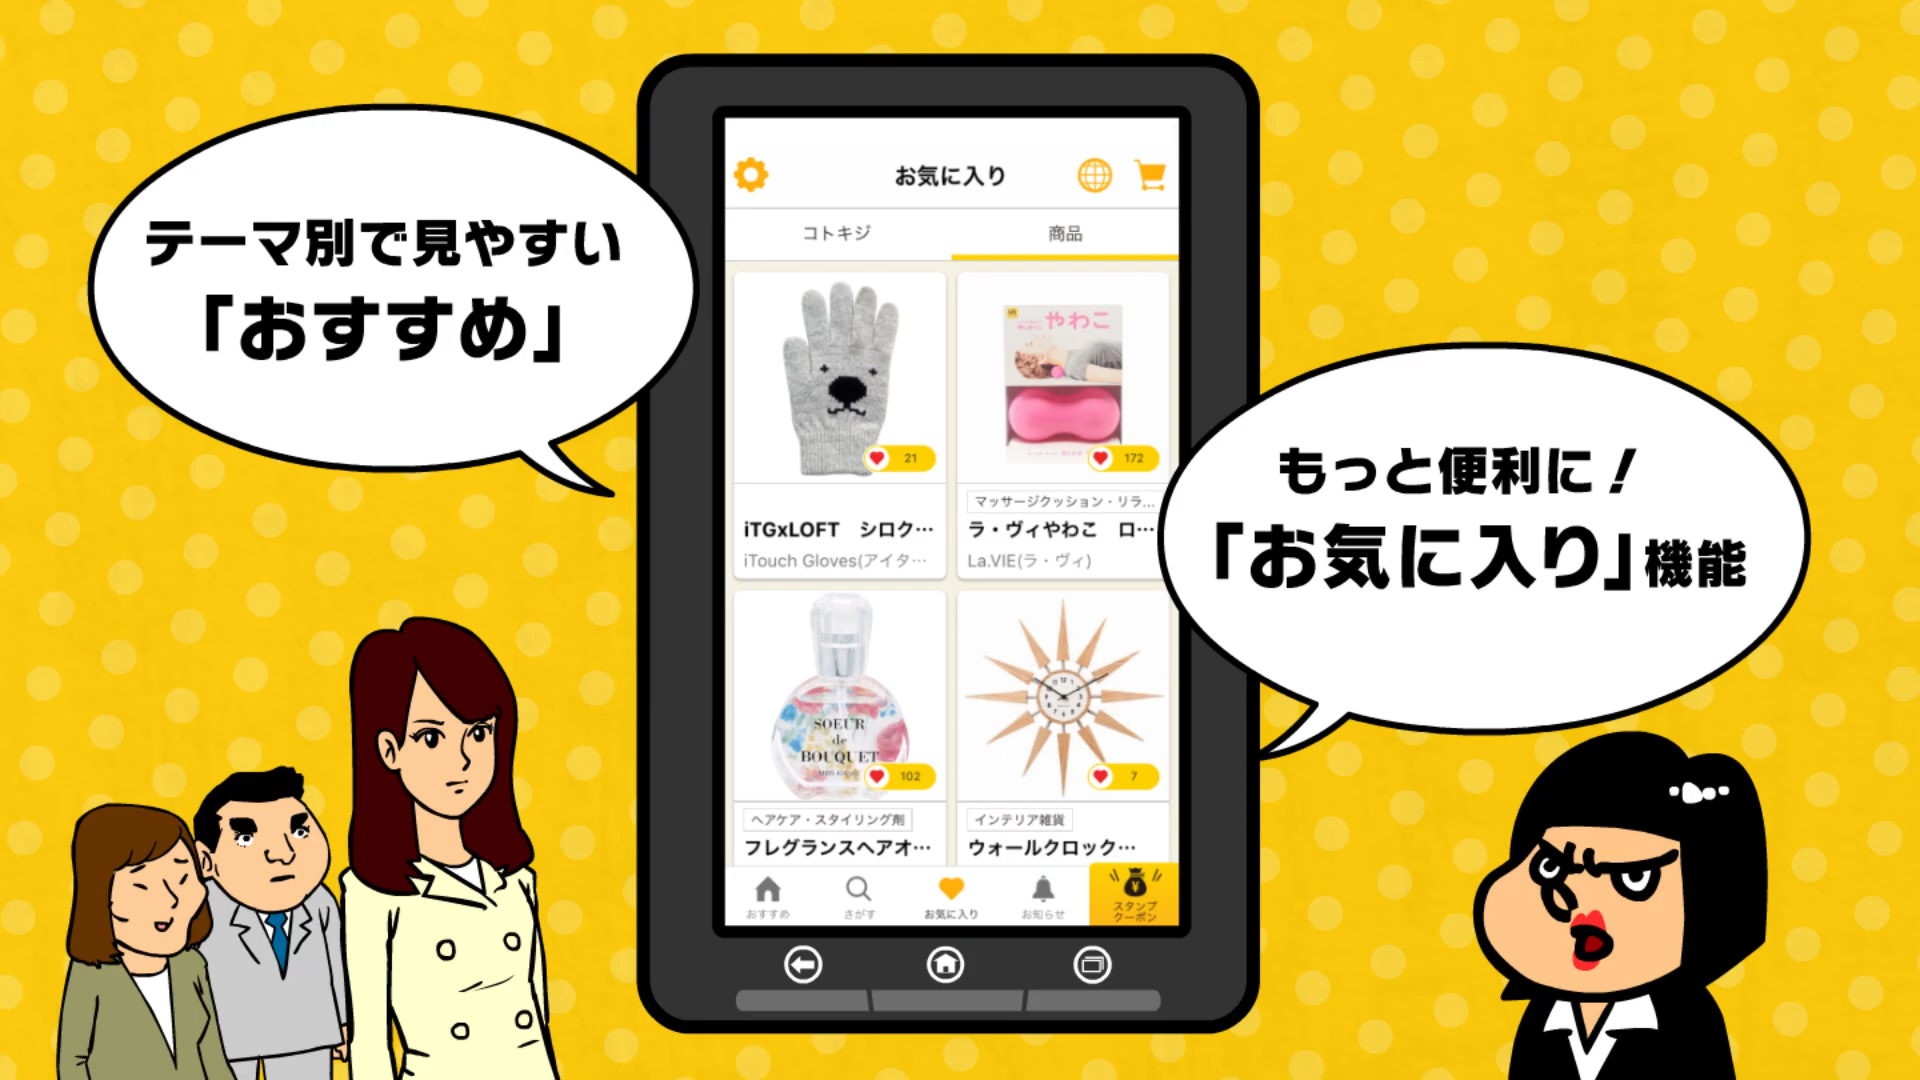 テーマ別で見やすい
「おすすめ」
お気に入り
コトキジ
商品
やわこ
21
172
iTGxLOFT　シロク…
iTouch Gloves(アイタ…
マッサージクッション・リラ...
ラ・ヴィやわこ　ロ…
La.VIE(ラ・ヴィ)
もっと便利に！
「お気に入り」機能
SOEUR
de
BOUQUET
102
7
ヘアケア・スタイリング剤
フレグランスヘアオ…
インテリア雑貨
ウォールクロック…
おすすめ
さがす
お気に入り
お知らせ
スタンプ
クーポン